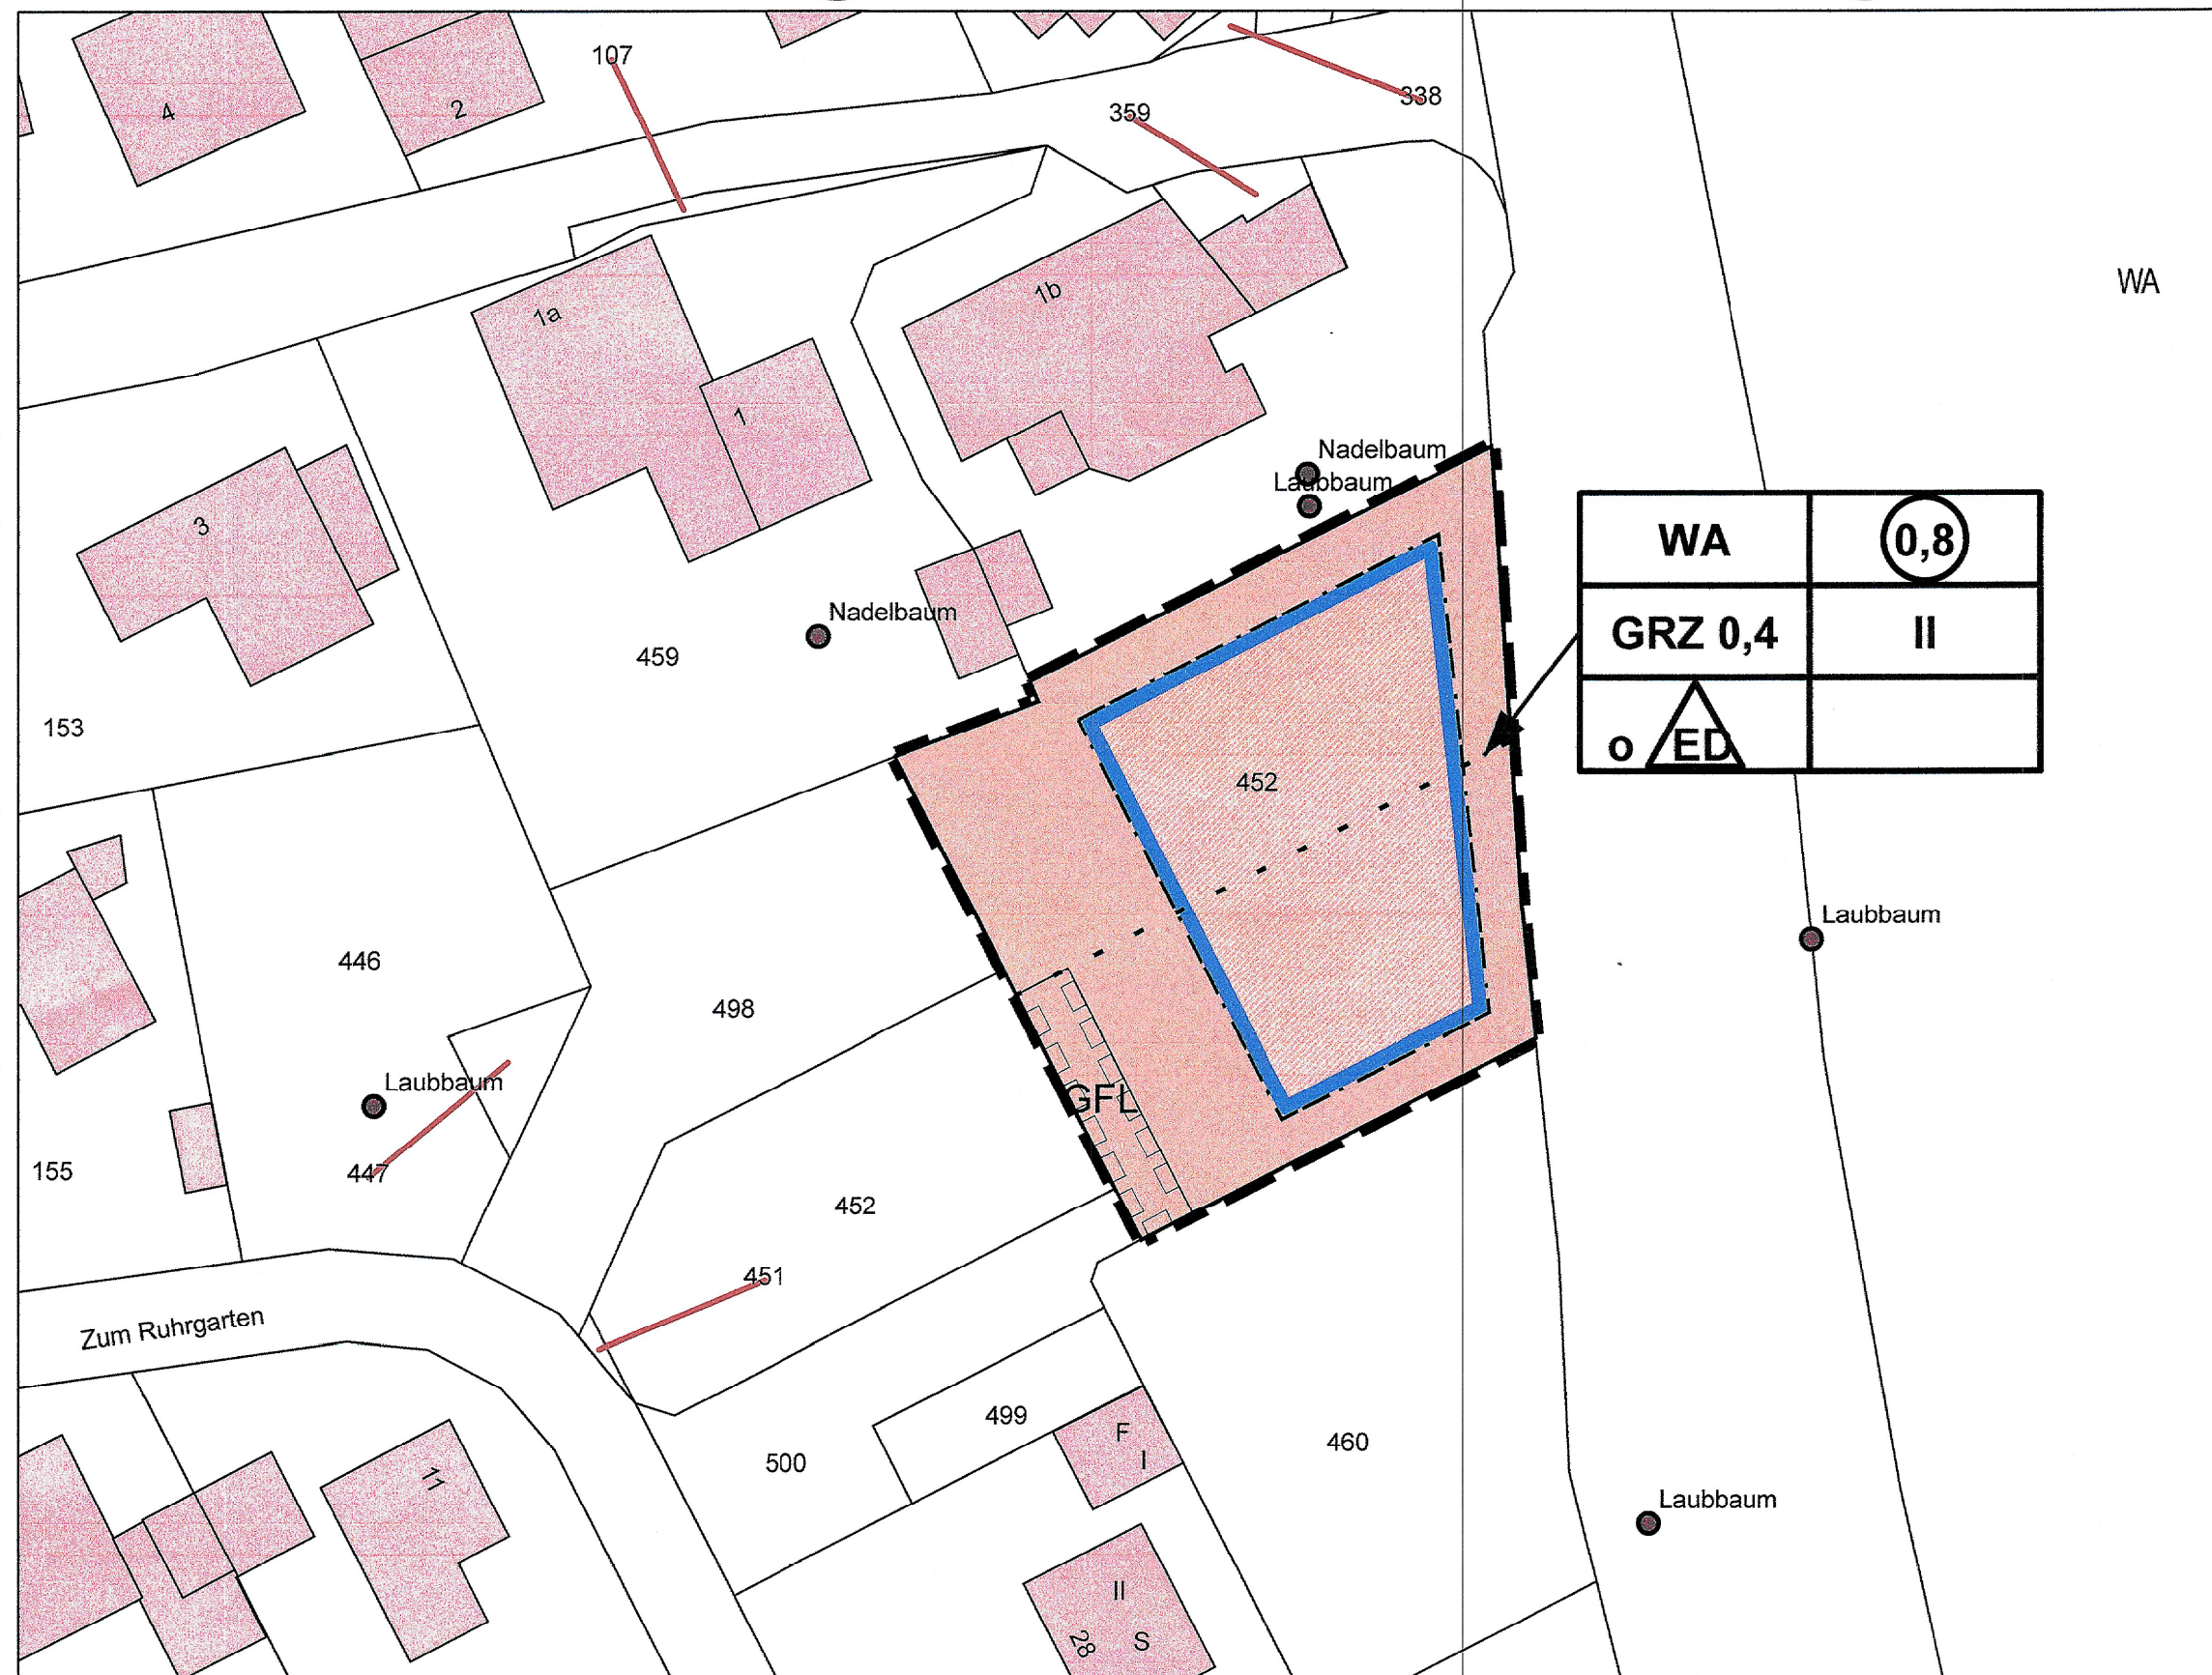 107
338
359
4
2
WA
1a
1b
1
Nadelbaum
Laubbaum
3
WA
0,8
Nadelbaum
GRZ 0,4
II
459
153
o ED
452
Laubbaum
446
498
Laubbaum
GFL
155
447
452
451
Zum Ruhrgarten
499
F
I
460
500
11
Laubbaum
II
28
S